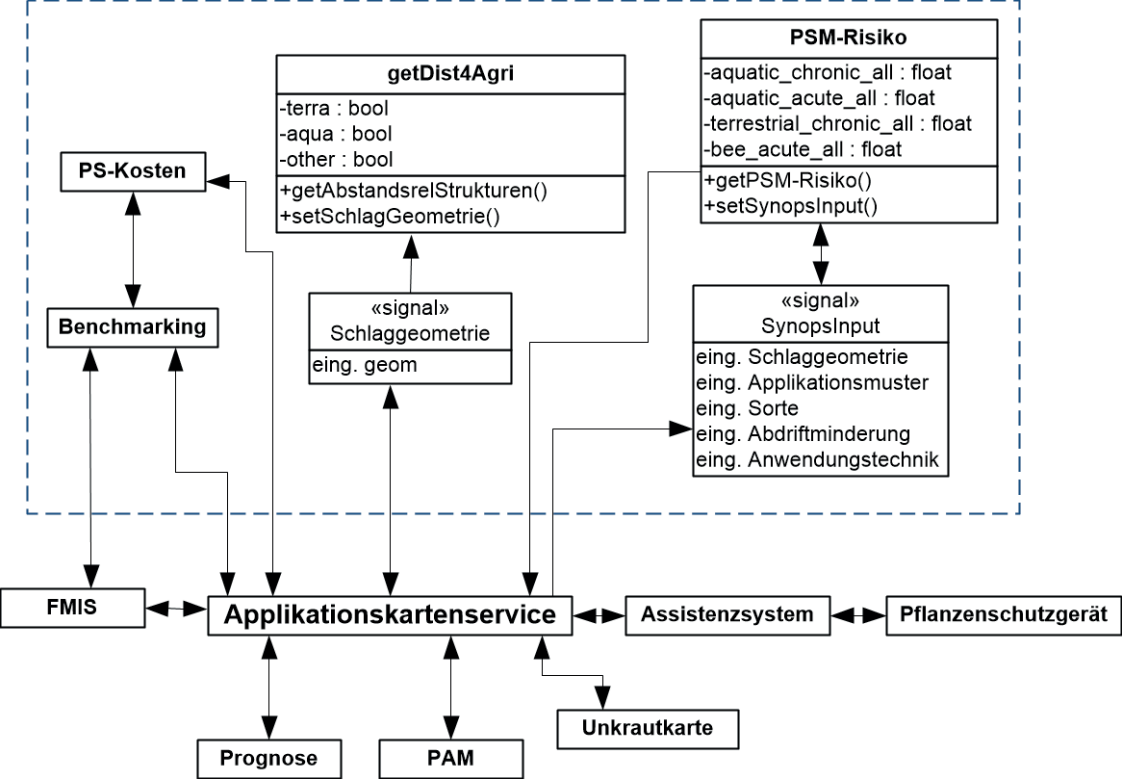 PSM-Risiko
-aquatic_chronic_all : float
-aquatic_acute_all : float
-terrestrial_chronic_all : float
-bee_acute_all : float
+getPSM-Risiko()
+setSynopsInput()
getDist4Agri
-terra : bool
-aqua : bool
-other : bool
+getAbstandsrelStrukturen()
+setSchlagGeometrie()
PS-Kosten
Benchmarking
«signal»
Schlaggeometrie
eing. geom
«signal»
SynopsInput
eing. Schlaggeometrie
eing. Applikationsmuster
eing. Sorte
eing. Abdriftminderung
eing. Anwendungstechnik
FMIS
Applikationskartenservice
Assistenzsystem
Pflanzenschutzgerät
Prognose
PAM
Unkrautkarte